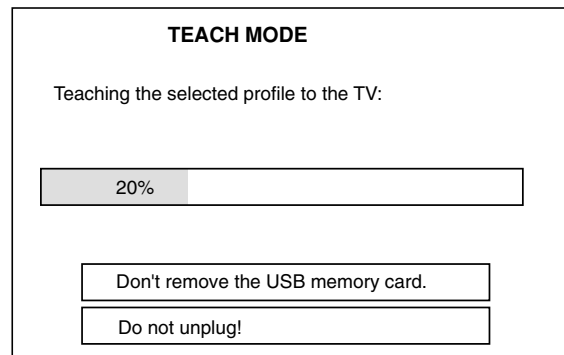 TEACH MODE
Teaching the selected profile to the TV:
20%
Don't remove the USB memory card.
Do not unplug!